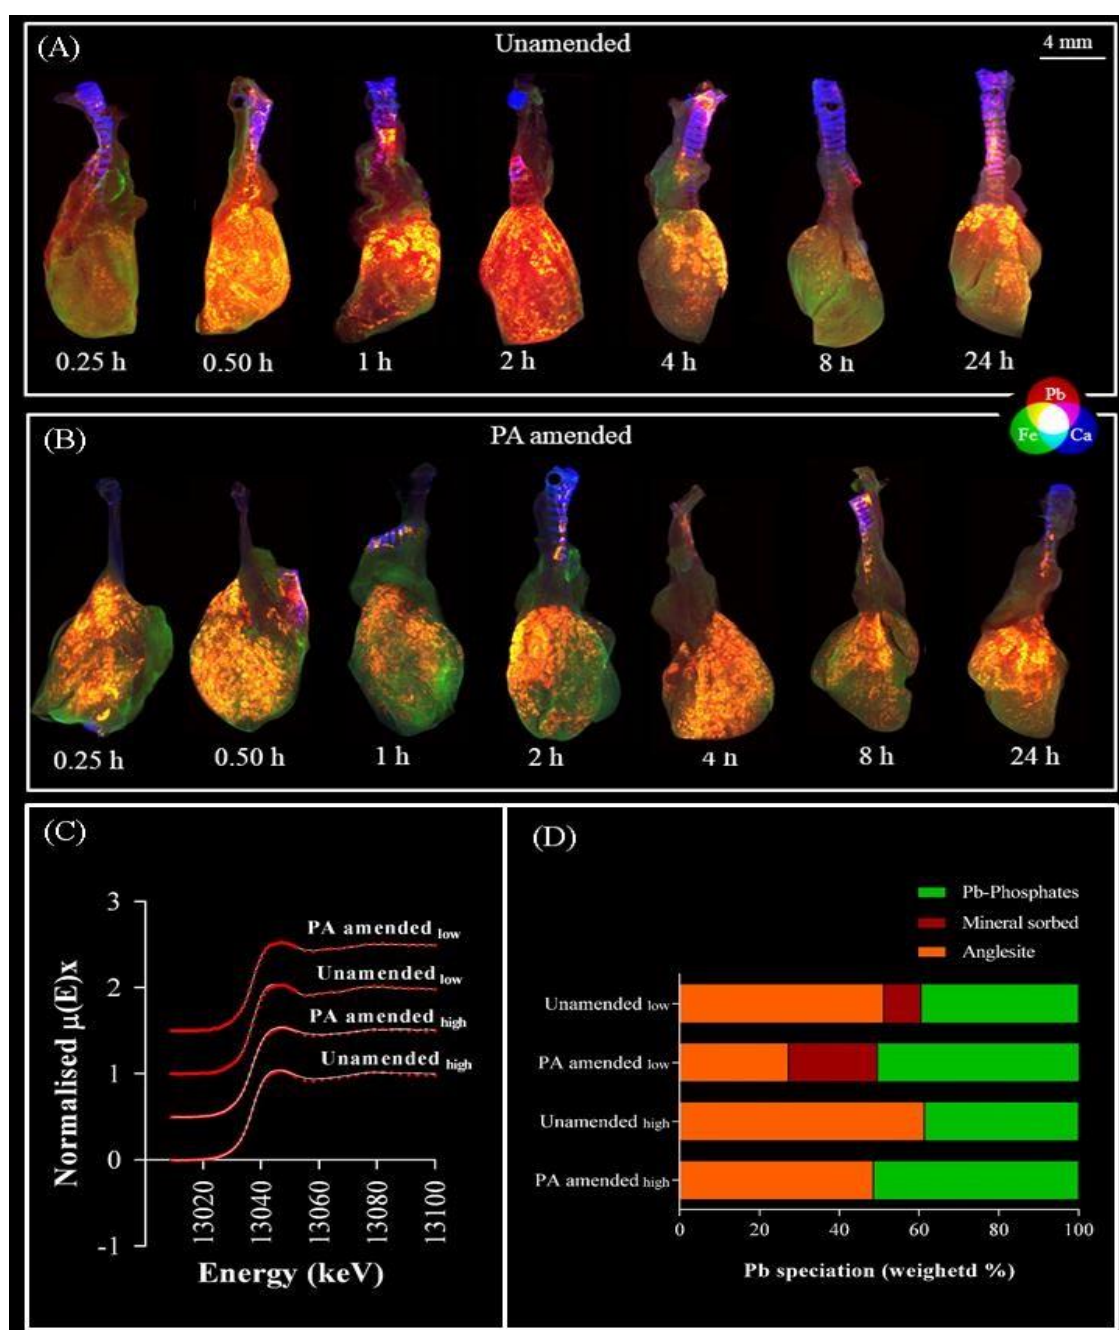 (A)
Unamended
4 mm
0.25 h
0.50 h
1 h
2 h
4 h
8 h
24 h
Pb
Fe
Ca
(B)
PA amended
0.25 h
0.50 h
1 h
2 h
4 h
8 h
24 h
(C)
3
2
1
0
-1
Normalised μ(E)x
PA amended low
Unamended low
PA amended high
Unamended high
13020
13040
13060
13080
13100
Energy (keV)
(D)
Pb-Phosphates
Mineral sorbed
Anglesite
Unamended low
PA amended low
Unamended high
PA amended high
0
20
40
60
80
100
Pb speciation (weighetd %)